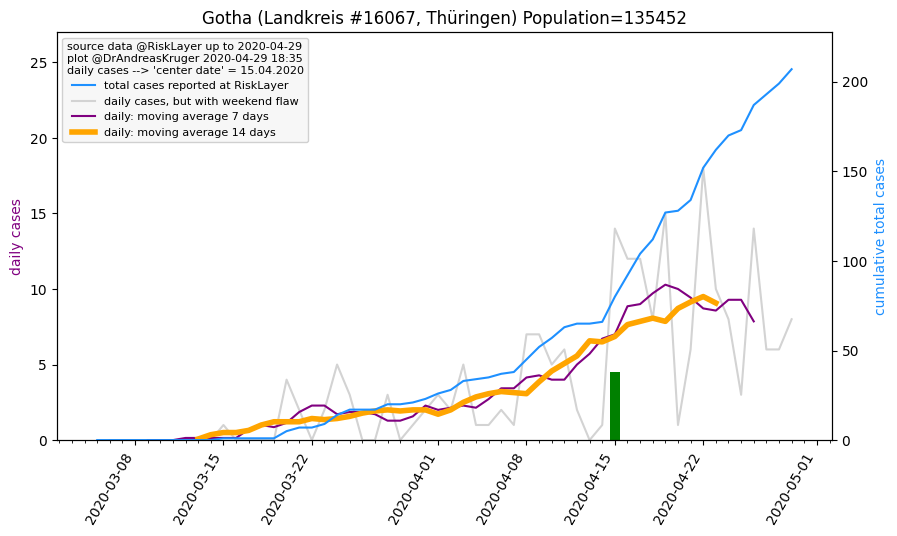 Gotha (Landkreis #16067, Thüringen) Population=135452
source data @RiskLayer up to 2020-04-29
plot @DrAndreasKruger 2020-04-29 18:35
daily cases --> 'center date' = 15.04.2020
total cases reported at RiskLayer
daily cases, but with weekend flaw
daily: moving average 7 days
daily: moving average 14 days
daily cases
25
20
15
10
5
0
200
150
100
50
0
cumulative total cases
2020-03-08
2020-03-15
2020-03-22
2020-04-01
2020-04-08
2020-04-15
2020-04-22
2020-05-01